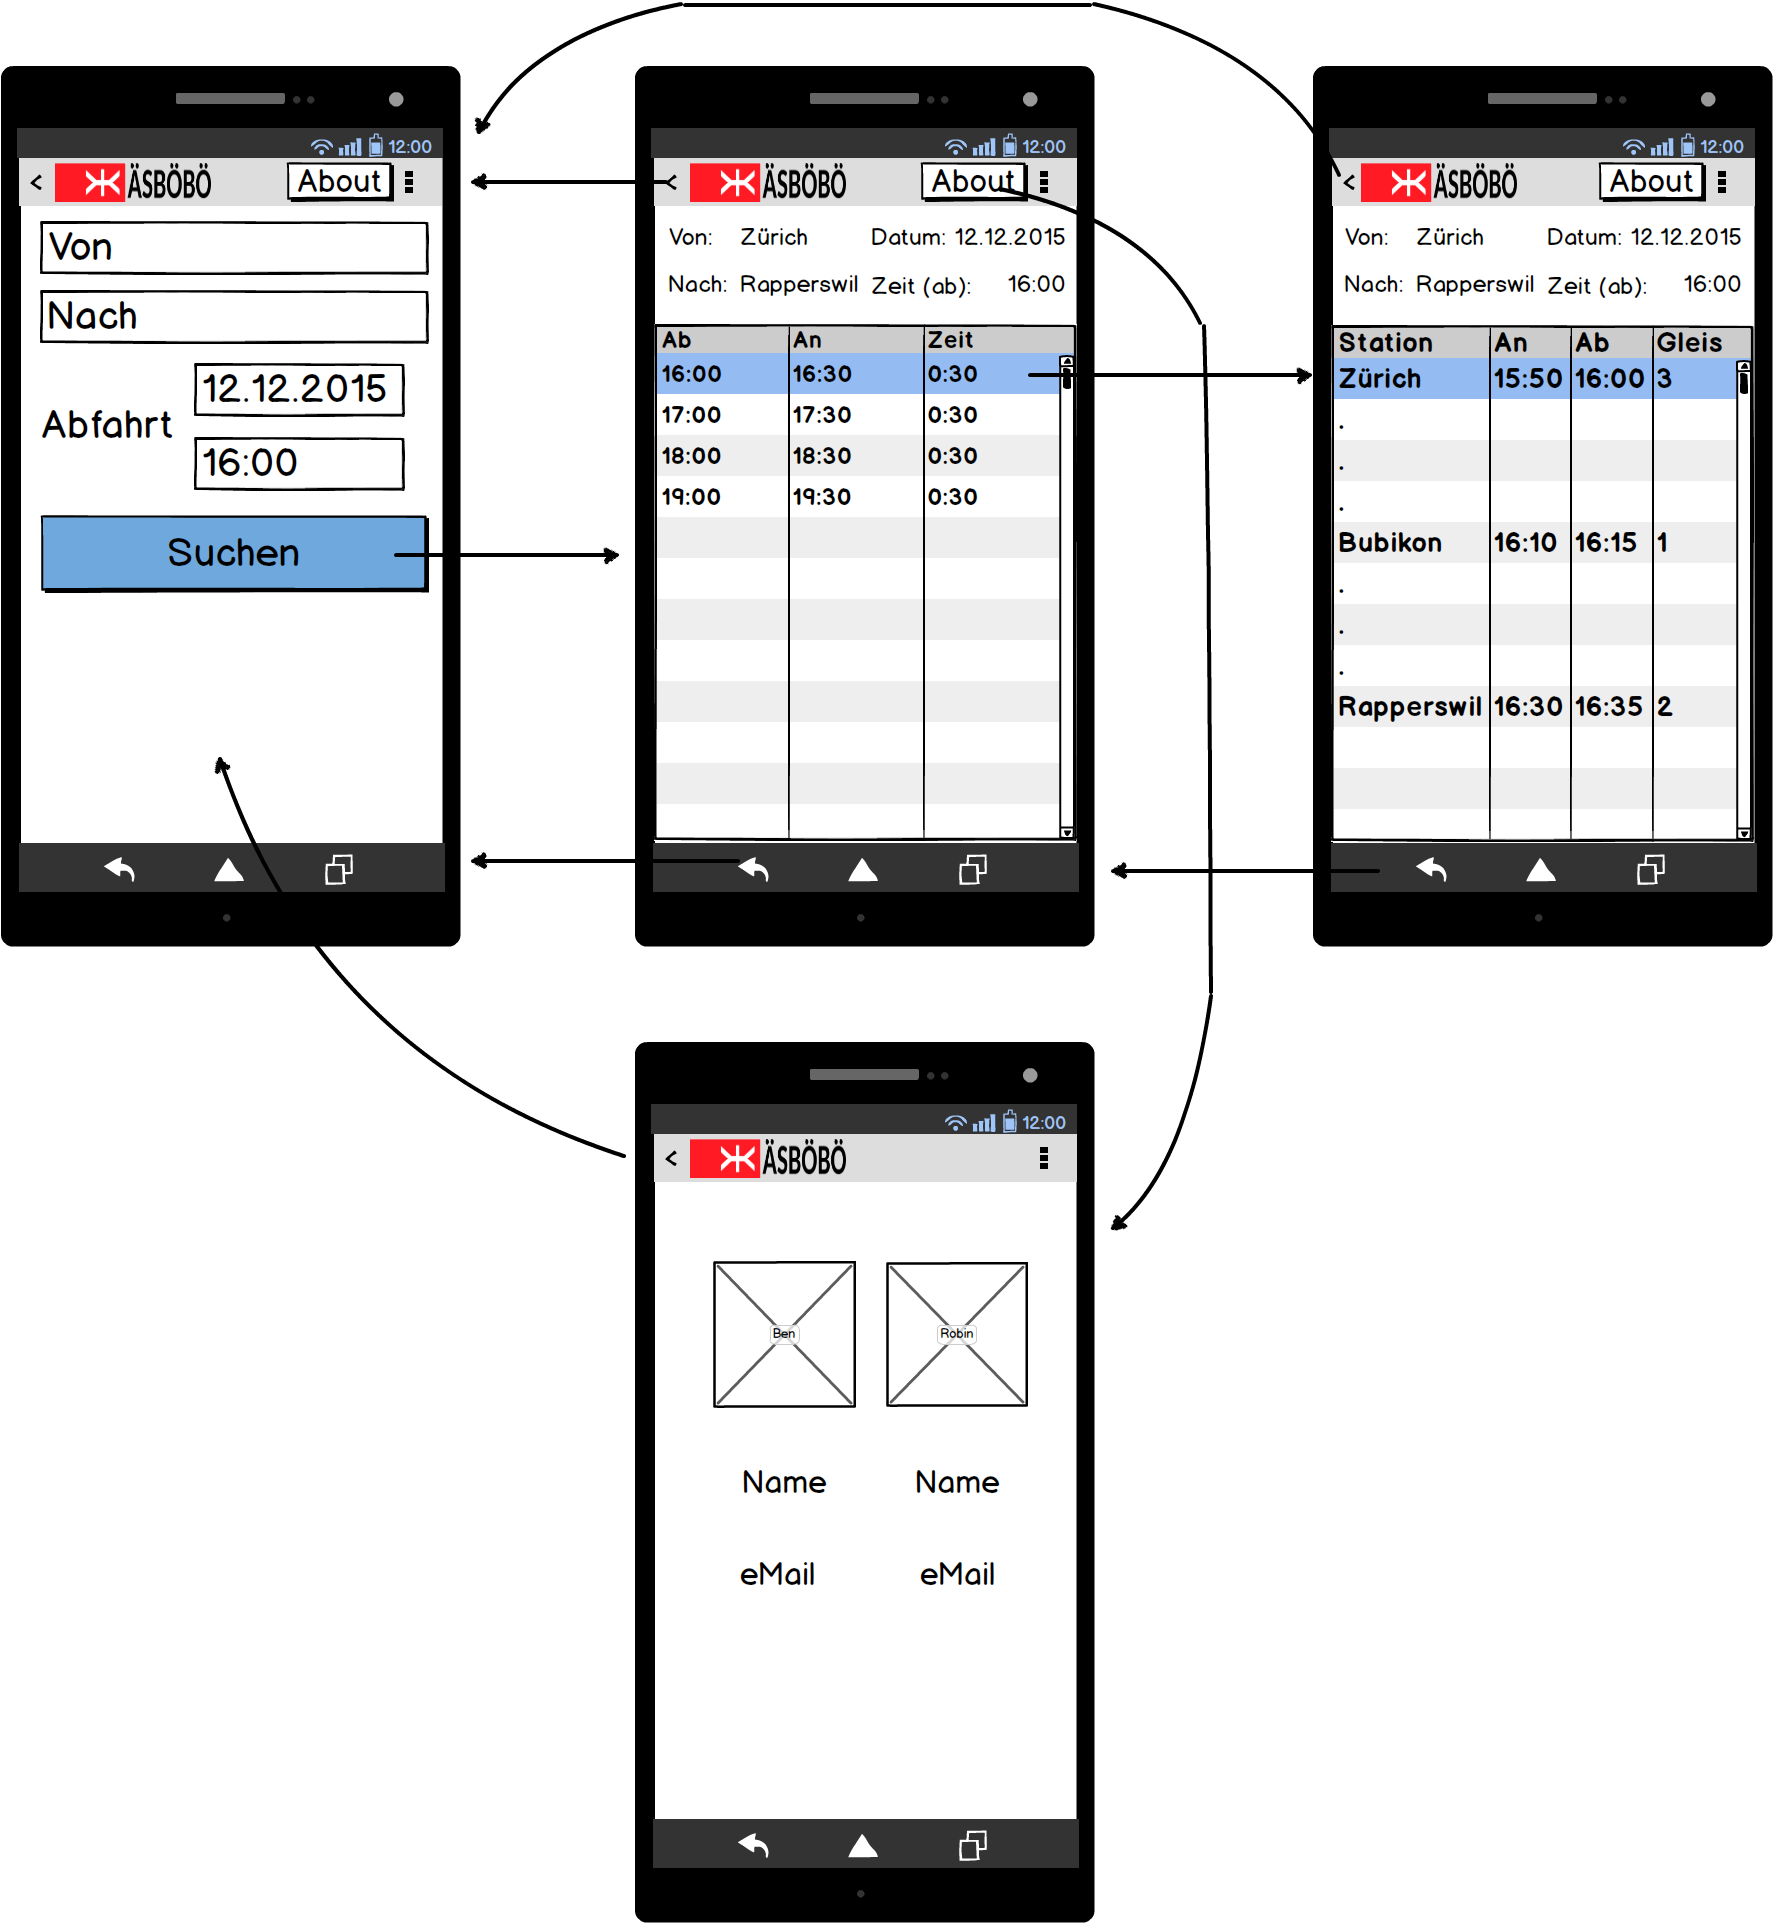 12:00
< ÄSBÖBÖ About
Von
Nach
12.12.2015
Abfahrt
16:00
Suchen
12:00
< ÄSBÖBÖ About
Von: Zürich Datum: 12.12.2015
Nach: Rapperswil Zeit (ab): 16:00
Ab An Zeit
16:00 16:30 0:30
17:00 17:30 0:30
18:00 18:30 0:30
19:00 19:30 0:30
12:00
< ÄSBÖBÖ About
Von: Zürich Datum: 12.12.2015
Nach: Rapperswil Zeit (ab): 16:00
Station An Ab Gleis
Zürich 15:50 16:00 3
.
.
.
Bubikon 16:10 16:15 1
.
.
.
Rapperswil 16:30 16:35 2
12:00
< ÄSBÖBÖ
Ben Robin
Name Name
eMail eMail